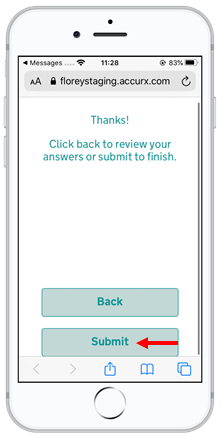 Messages 11:28 83%
AA floreystaging.accurx.com
Thanks!
Click back to review your
answers or submit to finish.
Back
Submit